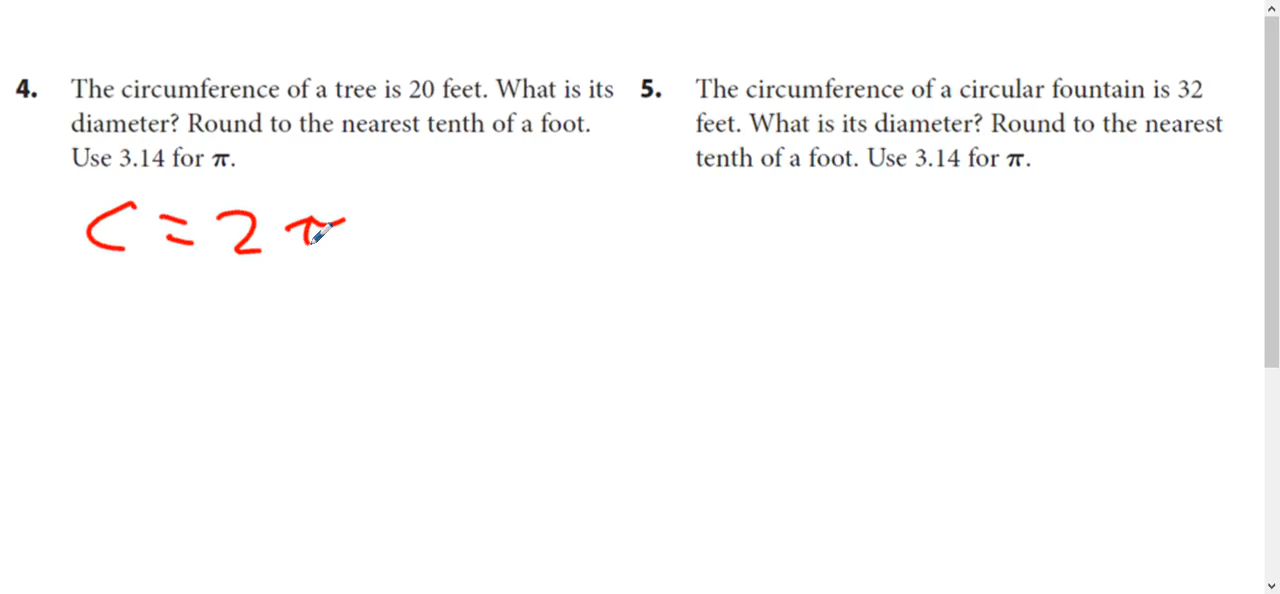 4. The circumference of a tree is 20 feet. What is its
diameter? Round to the nearest tenth of a foot.
Use 3.14 for π.
C = 2 π
5. The circumference of a circular fountain is 32
feet. What is its diameter? Round to the nearest
tenth of a foot. Use 3.14 for π.